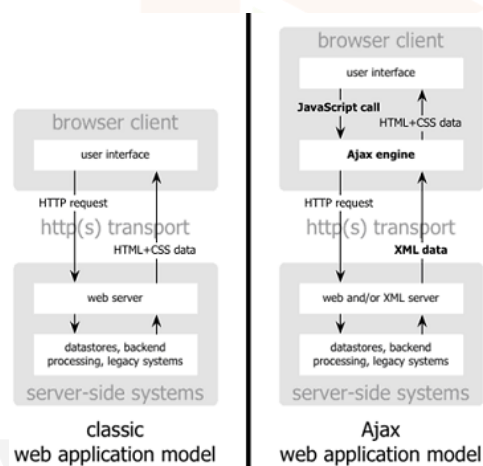 browser client
user interface
HTTP request
http(s) transport
HTML+CSS data
web server
datastores, backend
processing, legacy systems
server-side systems
classic
web application model
browser client
user interface
JavaScript call
HTML+CSS data
Ajax engine
HTTP request
http(s) transport
XML data
web and/or XML server
datastores, backend
processing, legacy systems
server-side systems
Ajax
web application model